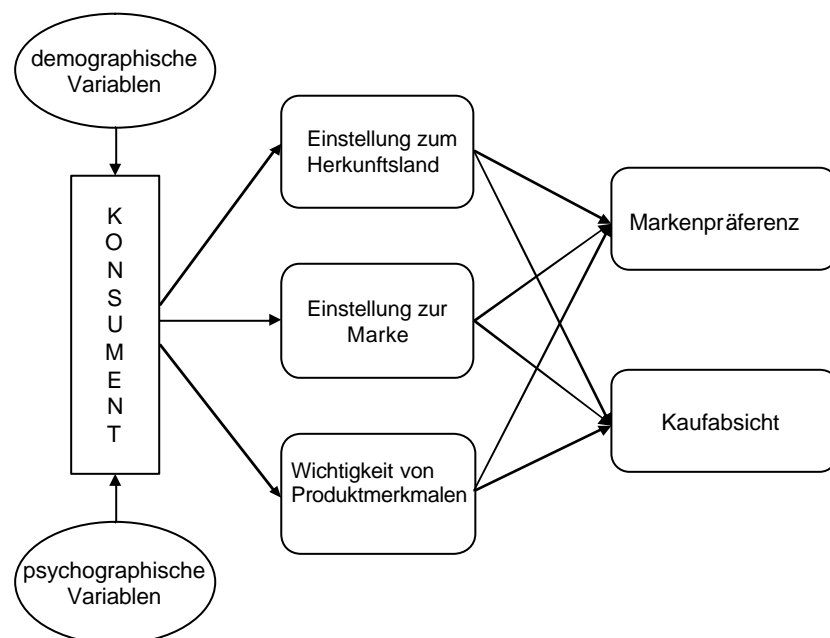 demographische
Variablen
K
O
N
S
U
M
E
N
T
psychographische
Variablen
Einstellung zum
Herkunftsland
Einstellung zur
Marke
Wichtigkeit von
Produktmerkmalen
Markenpräferenz
Kaufabsicht